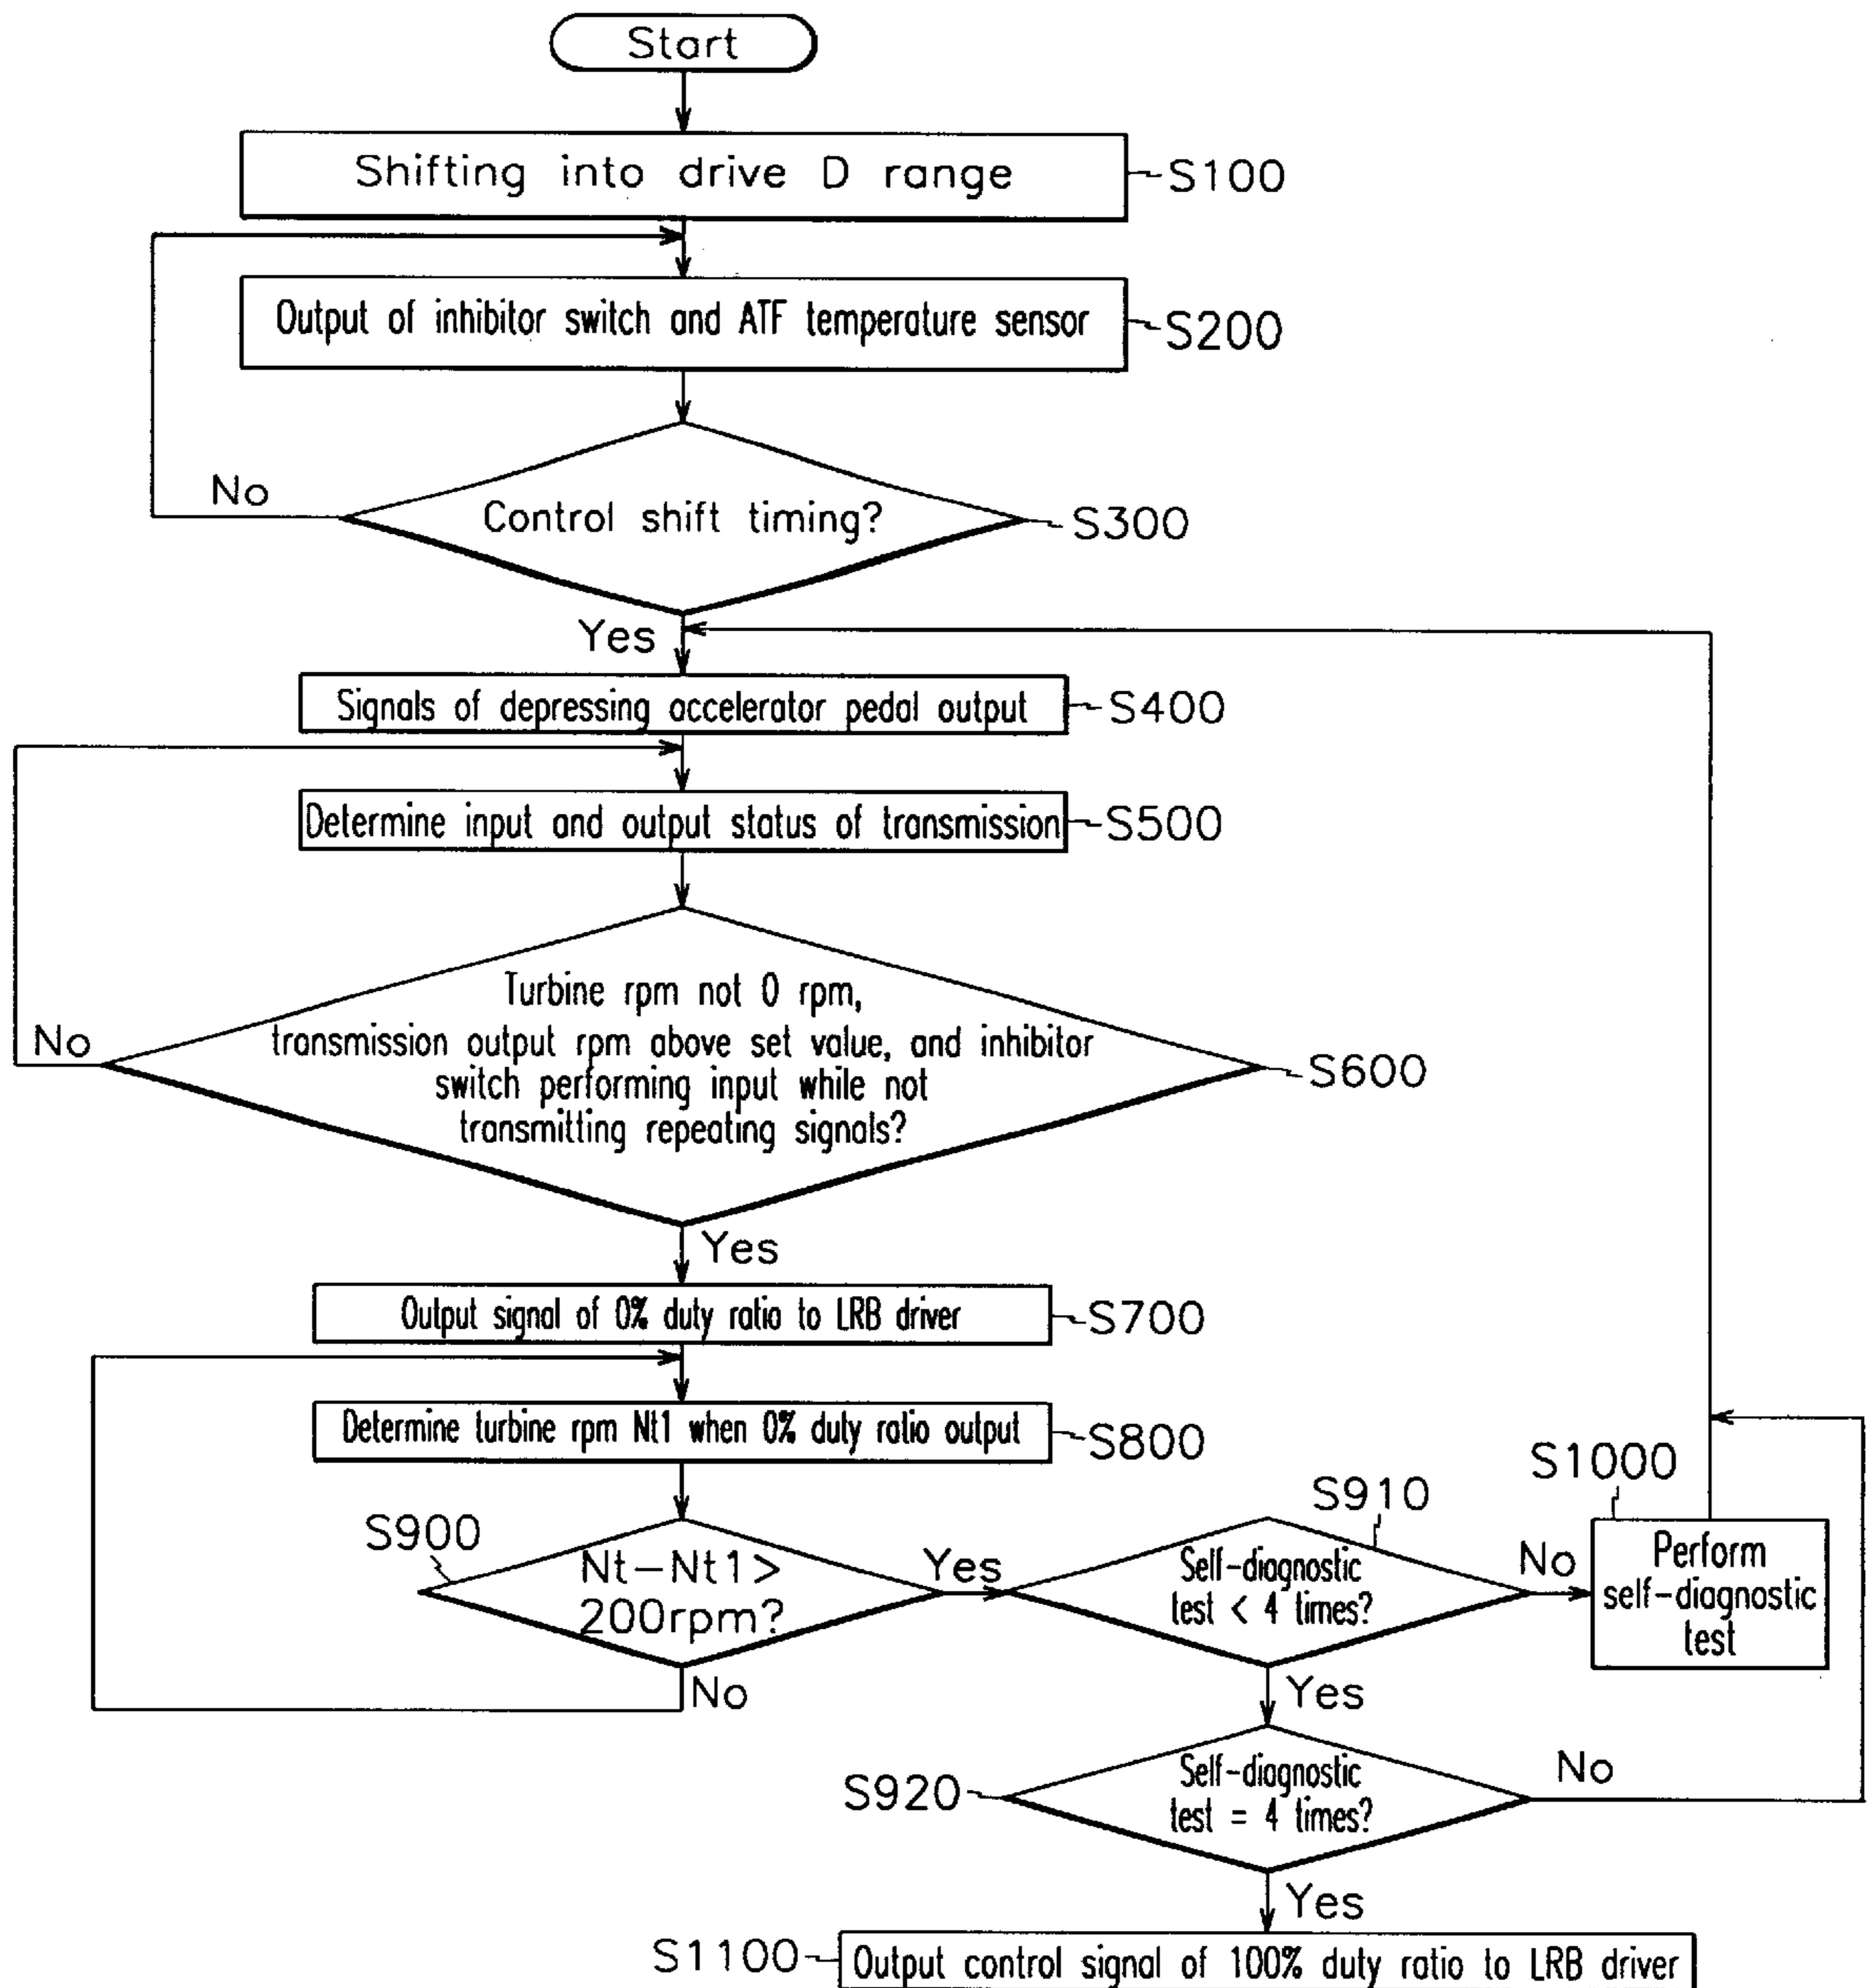 Start
Shifting into drive D range
S100
Output of inhibitor switch and ATF temperature sensor
S200
No
Control shift timing?
S300
Yes
Signals of depressing accelerator pedal output
S400
Determine input and output status of transmission
S500
Turbine rpm not 0 rpm,
transmission output rpm above set value, and inhibitor
switch performing input while not
transmitting repeating signals?
No
S600
Yes
Output signal of 0% duty ratio to LRB driver
S700
Determine turbine rpm Nt1 when 0% duty ratio output
S800
S900
Nt-Nt1>
200rpm?
Yes
No
S910
Self-diagnostic
test < 4 times?
No
S1000
Perform
self-diagnostic
test
Yes
S920
Self-diagnostic
test = 4 times?
No
Yes
S1100
Output control signal of 100% duty ratio to LRB driver